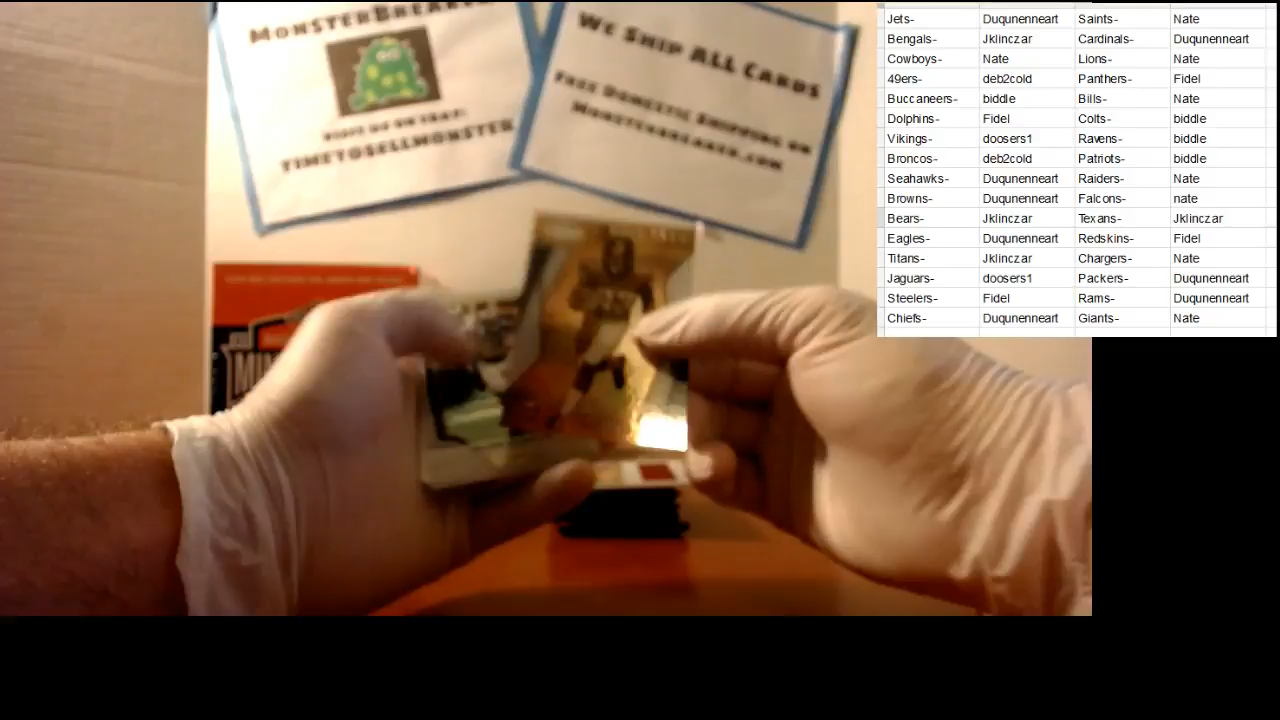 MONSTERBREAKER
VISIT US ON EBAY:
TIMETOSELLMONSTER
WE SHIP ALL CARDS
FREE DOMESTIC SHIPPING ON
MONSTERBREAKER.COM
Jets- Duqunenneart Saints- Nate
Bengals- Jklinczar Cardinals- Duqunenneart
Cowboys- Nate Lions- Nate
49ers- deb2cold Panthers- Fidel
Buccaneers- biddle Bills- Nate
Dolphins- Fidel Colts- biddle
Vikings- doosers1 Ravens- biddle
Broncos- deb2cold Patriots- biddle
Seahawks- Duqunenneart Raiders- Nate
Browns- Duqunenneart Falcons- nate
Bears- Jklinczar Texans- Jklinczar
Eagles- Duqunenneart Redskins- Fidel
Titans- Jklinczar Chargers- Nate
Jaguars- doosers1 Packers- Duqunenneart
Steelers- Fidel Rams- Duqunenneart
Chiefs- Duqunenneart Giants- Nate